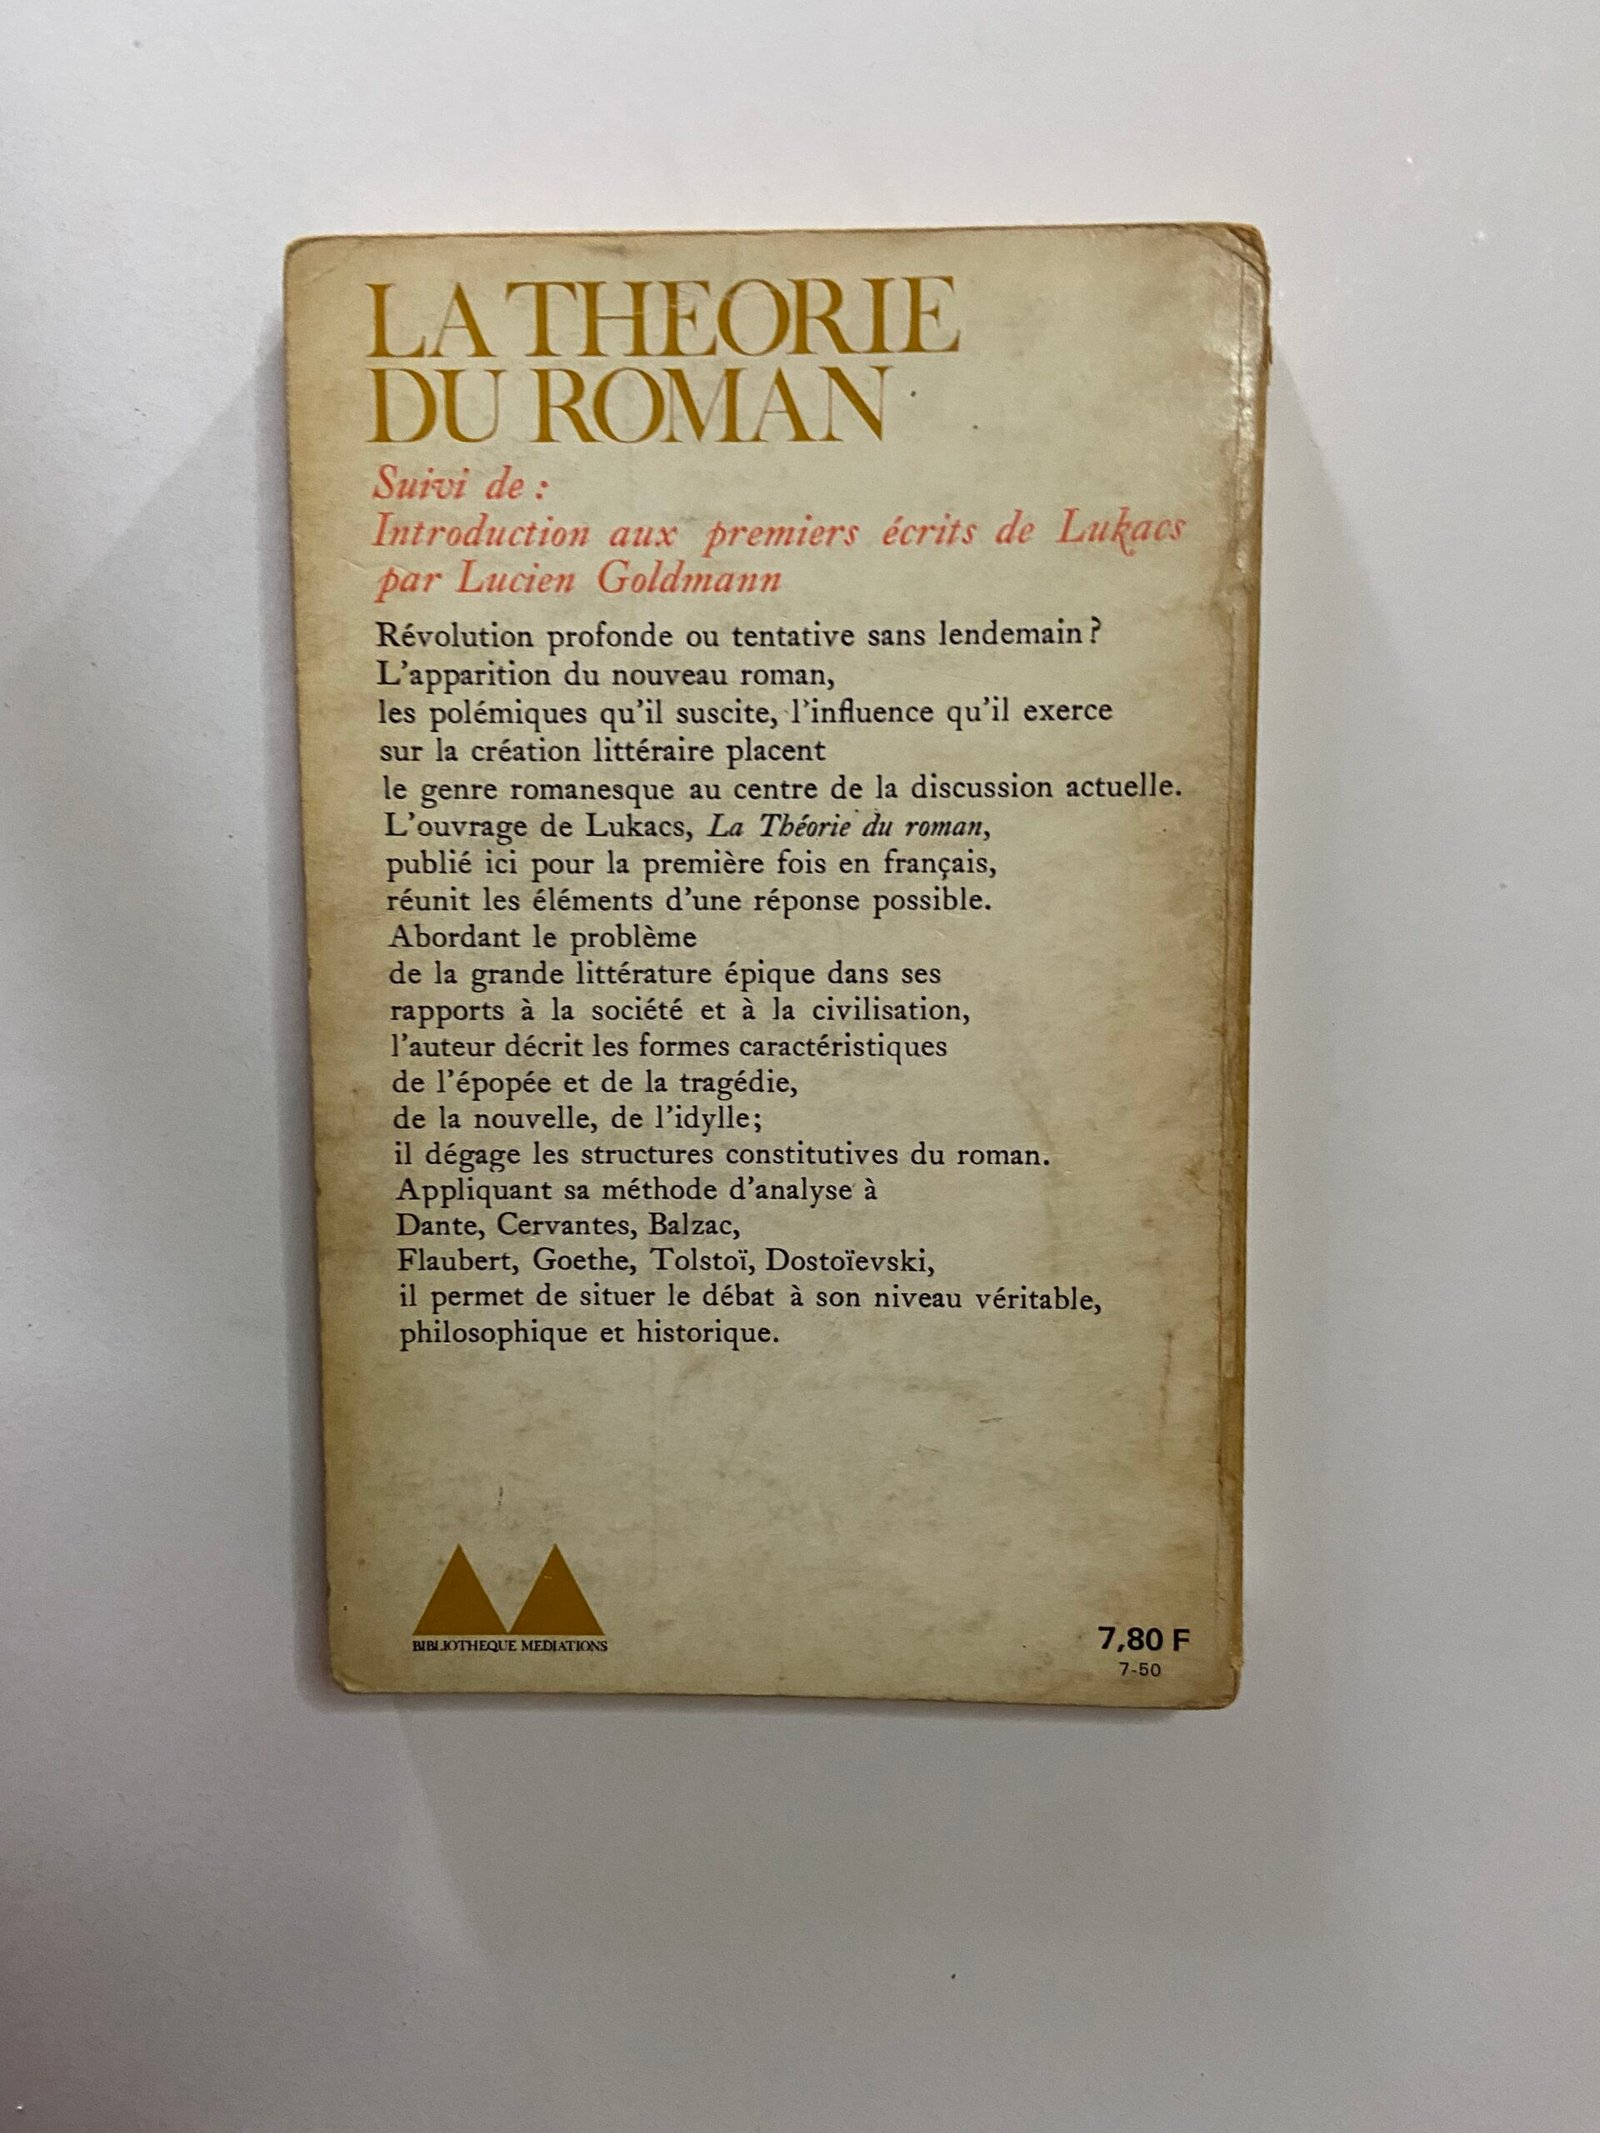 LA THEORIE
DU ROMAN
Suivi de :
Introduction aux premiers écrits de Lukacs
par Lucien Goldmann
Révolution profonde ou tentative sans lendemain ?
L'apparition du nouveau roman,
les polémiques qu'il suscite, l'influence qu'il exerce
sur la création littéraire placent
le genre romanesque au centre de la discussion actuelle.
L'ouvrage de Lukacs, La Théorie du roman,
publié ici pour la première fois en français,
réunit les éléments d'une réponse possible.
Abordant le problème
de la grande littérature épique dans ses
rapports à la société et à la civilisation,
l'auteur décrit les formes caractéristiques
de l'épopée et de la tragédie,
de la nouvelle, de l'idylle;
il dégage les structures constitutives du roman.
Appliquant sa méthode d'analyse à
Dante, Cervantes, Balzac,
Flaubert, Goethe, Tolstoï, Dostoïevski,
il permet de situer le débat à son niveau véritable,
philosophique et historique.
BIBLIOTHEQUE MEDIATIONS
7,80 F
7-50